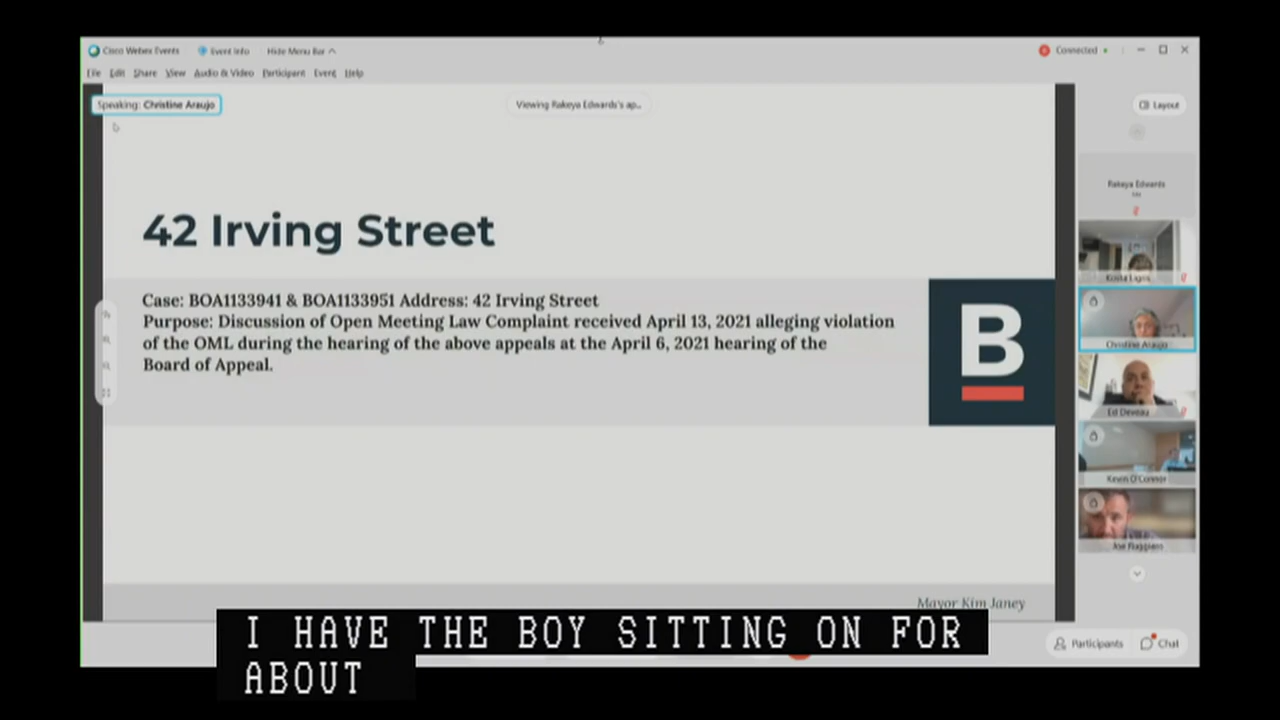 Cisco Webex Events
Event Info
Hide Menu Bar
Connected
File Edit Share View Audio & Video Participant Event Help
Speaking: Christine Araujo
Viewing Rakeya Edwards's ap...
Layout
Rakeya Edwards
Me
42 Irving Street
Case: BOA1133941 & BOA1133951 Address: 42 Irving Street
Purpose: Discussion of Open Meeting Law Complaint received April 13, 2021 alleging violation
of the OML during the hearing of the above appeals at the April 6, 2021 hearing of the
Board of Appeal.
B
Christine Araujo
Ed Deveau
Kevin O'Connor
Joe Ruggiero
Mayor Kim Janey
Participants
Chat
I HAVE THE BOY SITTING ON FOR
ABOUT